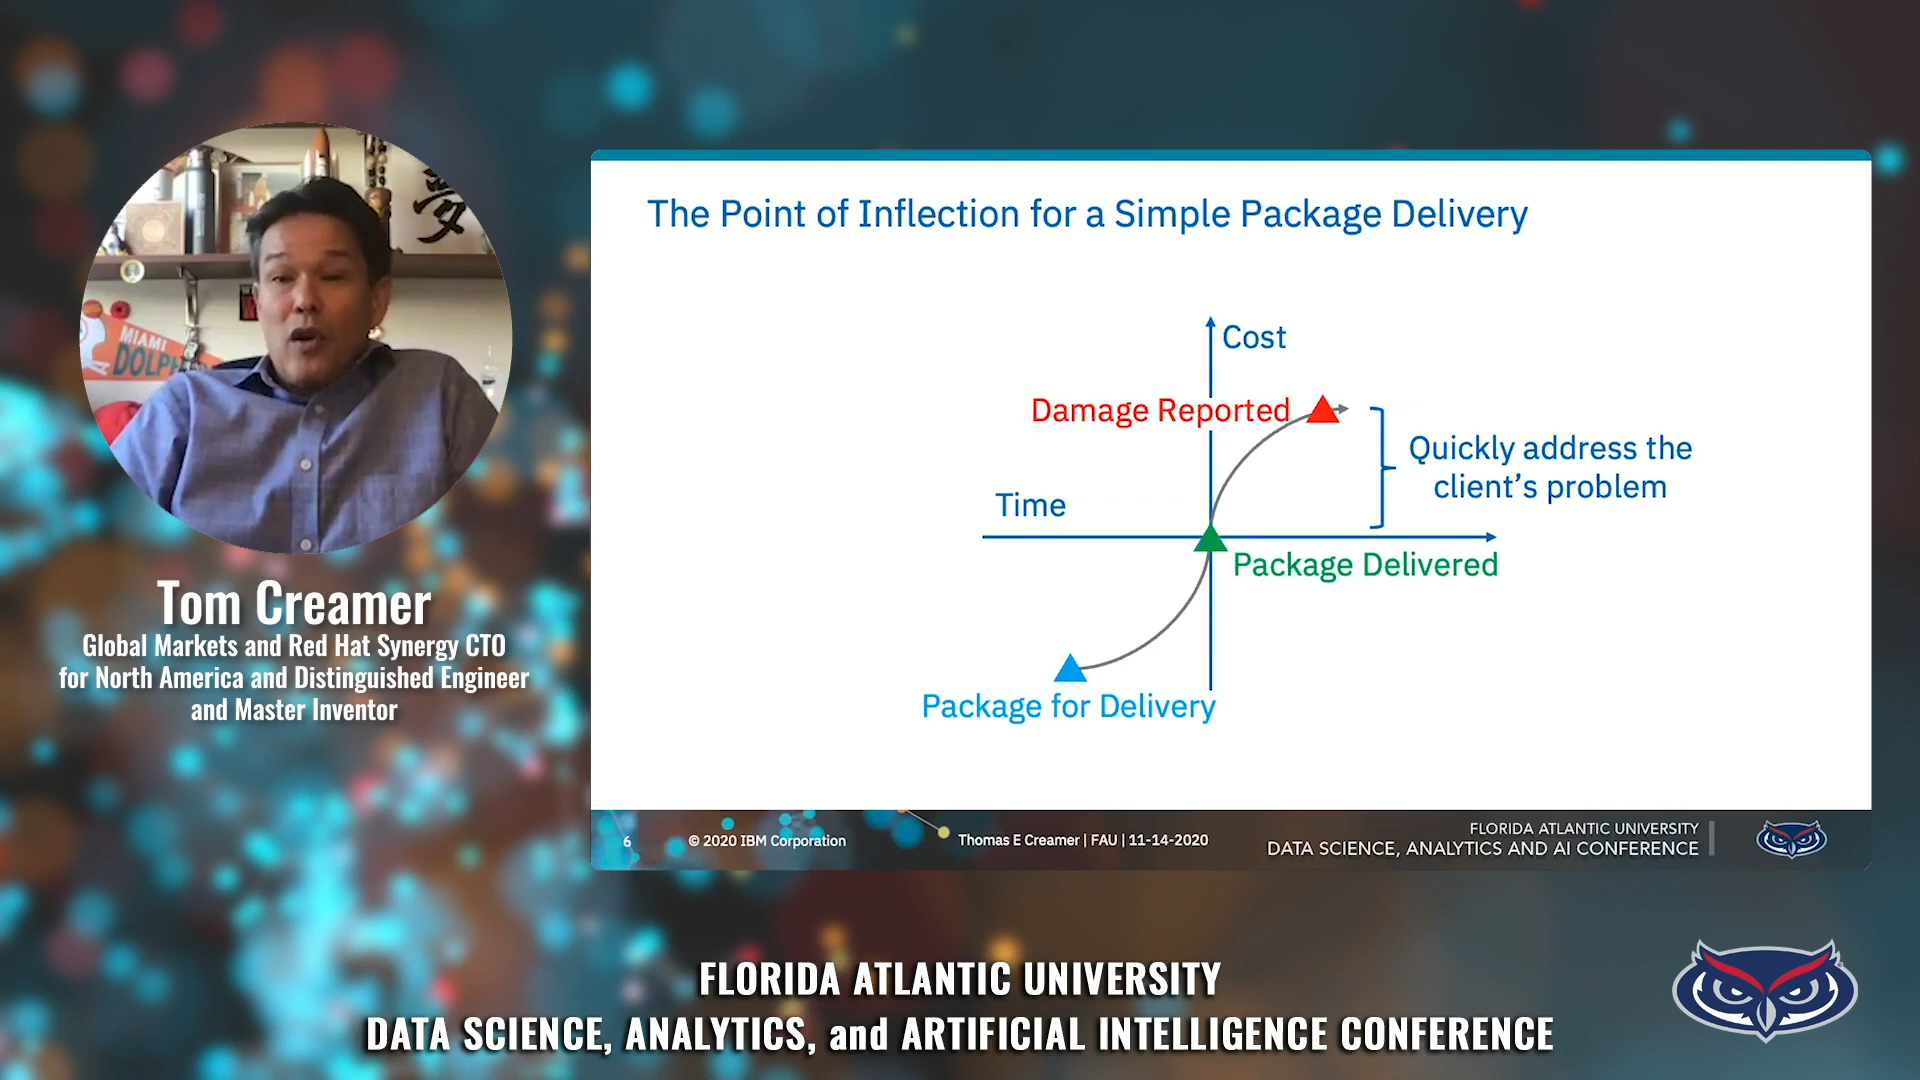 夢
MIAMI
DOLPH
Tom Creamer
Global Markets and Red Hat Synergy CTO
for North America and Distinguished Engineer
and Master Inventor
The Point of Inflection for a Simple Package Delivery
Cost
Damage Reported
Quickly address the
client's problem
Time
Package Delivered
Package for Delivery
6
© 2020 IBM Corporation
Thomas E Creamer | FAU | 11-14-2020
FLORIDA ATLANTIC UNIVERSITY
DATA SCIENCE, ANALYTICS AND AI CONFERENCE
FLORIDA ATLANTIC UNIVERSITY
DATA SCIENCE, ANALYTICS, and ARTIFICIAL INTELLIGENCE CONFERENCE